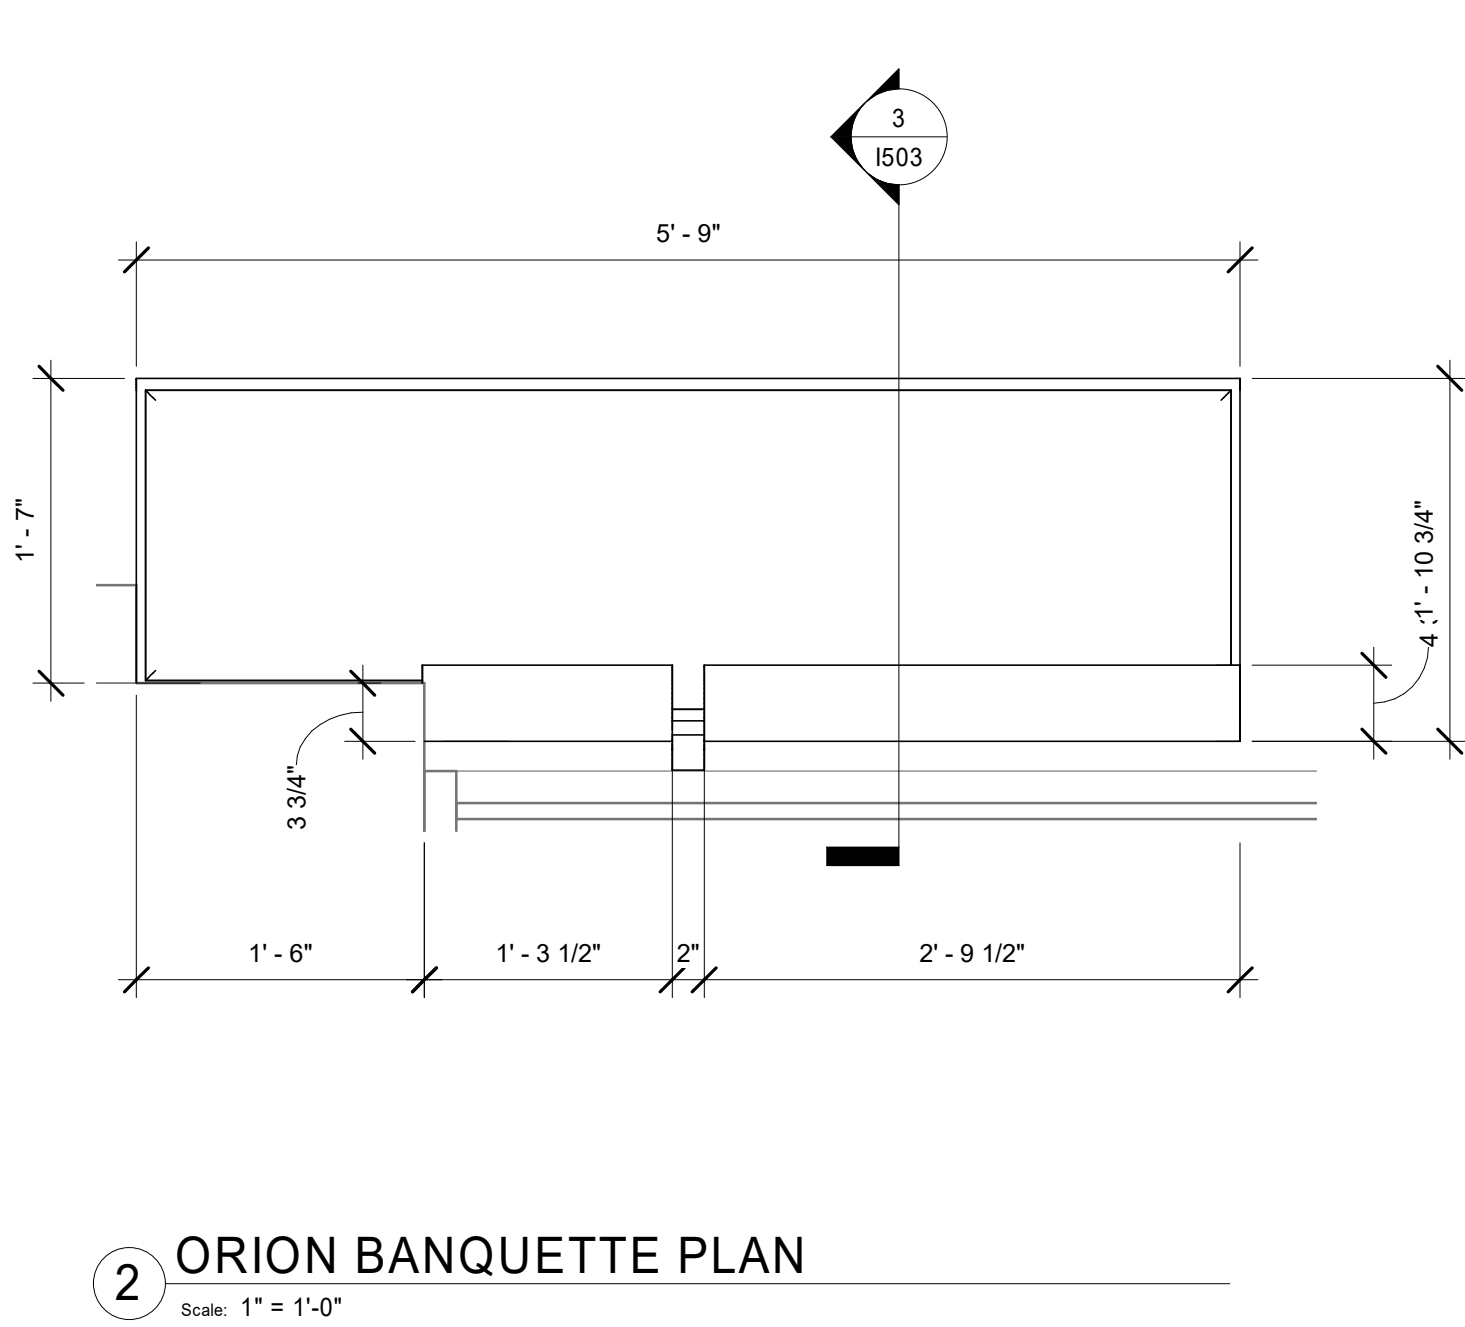 3
I503
5' - 9"
1' - 7"
1' - 10 3/4"
4
3 3/4"
1' - 6"
1' - 3 1/2"
2"
2' - 9 1/2"
2
ORION BANQUETTE PLAN
Scale: 1" = 1'-0"